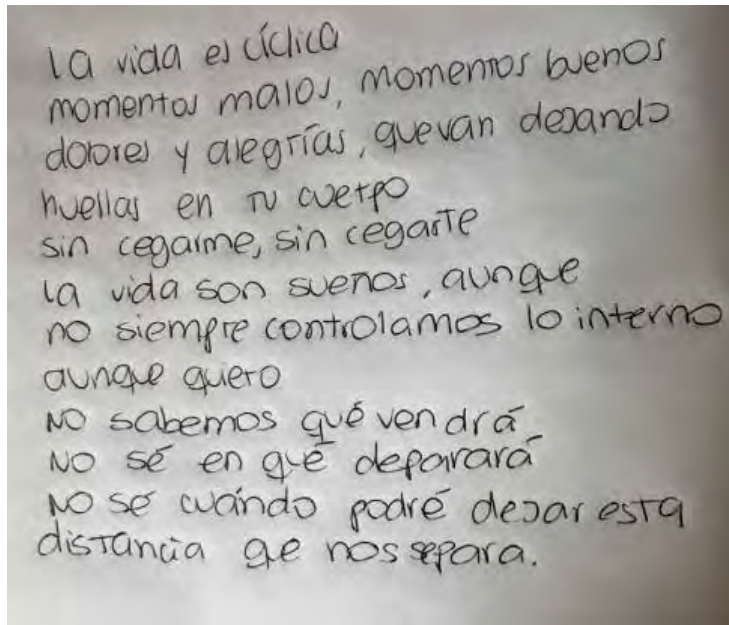 la vida es cíclica
momentos malos, momentos buenos
dolores y alegrías, que van dejando
huellas en tu cuerpo
sin cegarme, sin cegarte
la vida son sueños, aunque
no siempre controlamos lo interno
aunque quiero
No sabemos qué vendrá
No sé en qué deparará
No sé cuándo podré dejar esta
distancia qe nos separa.